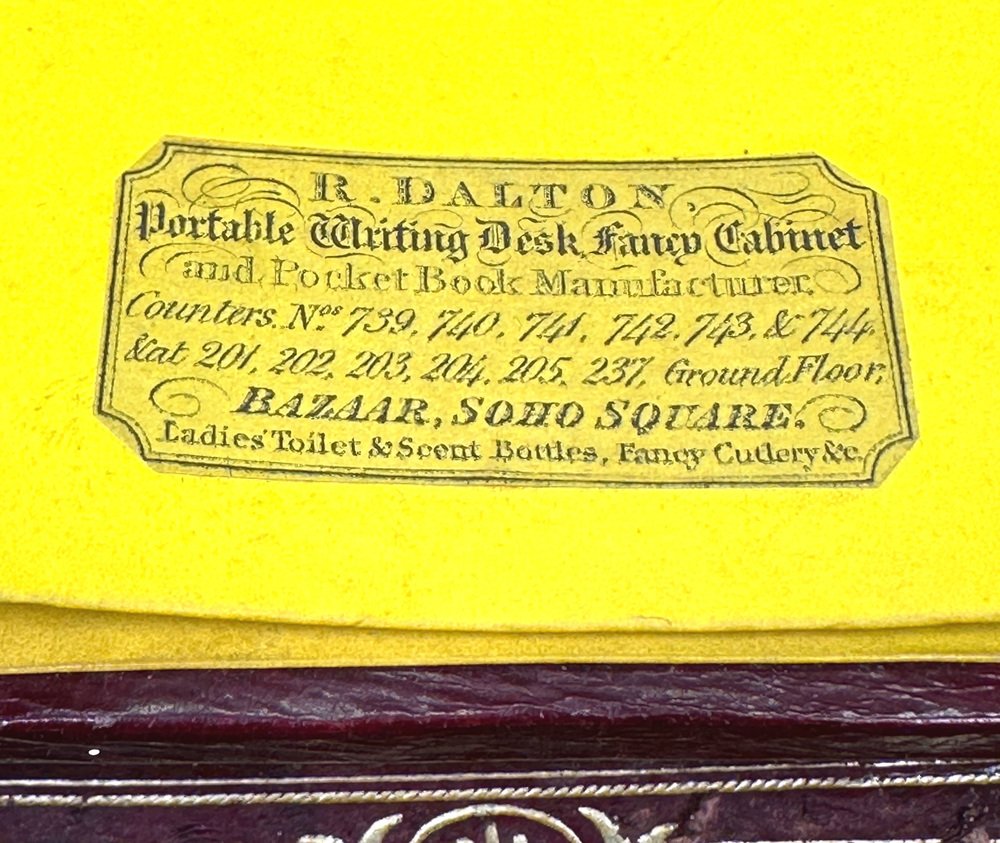 R. DALTON,
Portable Writing Desk, Fancy Cabinet
and Pocket Book Manufacturer.
Counters. Nos 739, 740, 741, 742, 743, & 744,
&at 201, 202, 203, 204, 205, 237, Ground Floor,
BAZAAR, SOHO SQUARE.
Ladies' Toilet & Scent Bottles, Fancy Cutlery &c.